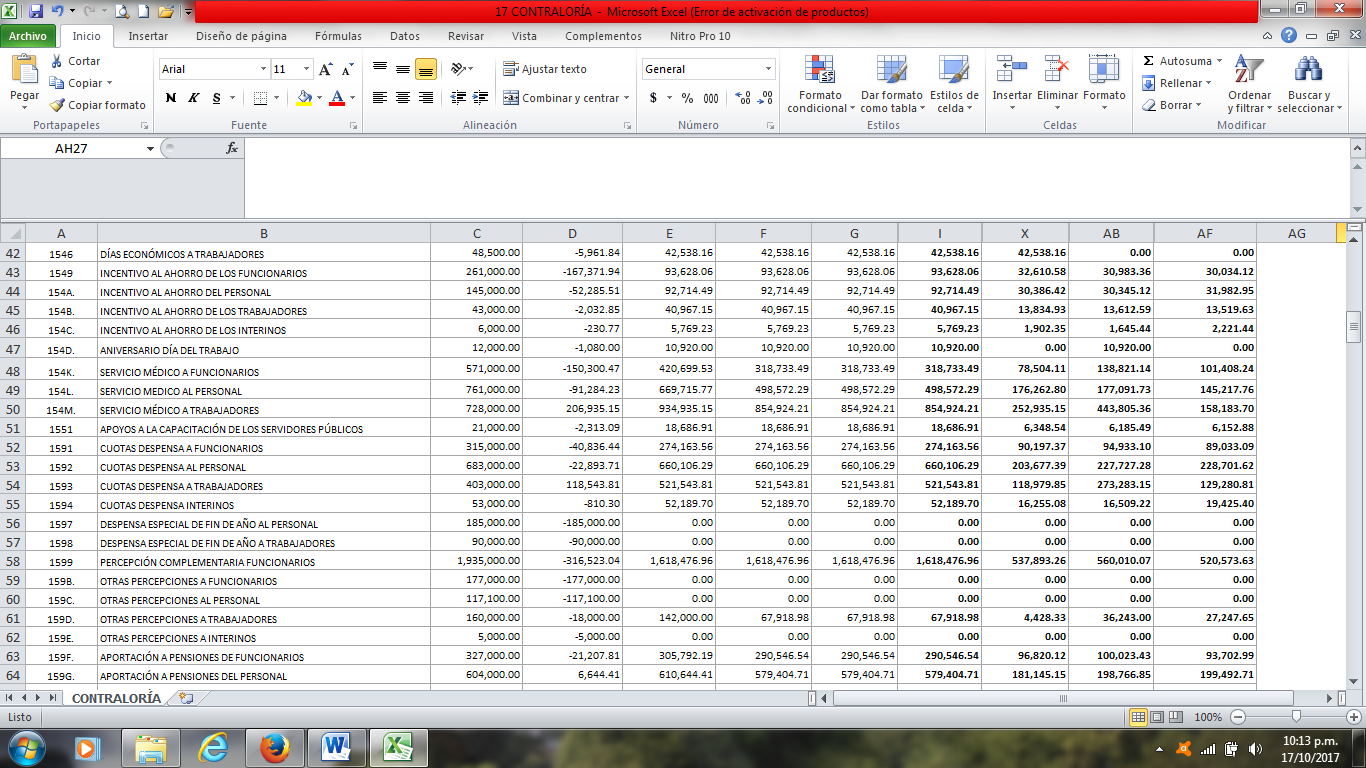 17 CONTRALORÍA - Microsoft Excel (Error de activación de productos)
Archivo Inicio Insertar Diseño de página Fórmulas Datos Revisar Vista Complementos Nitro Pro 10
Pegar Cortar Copiar Copiar formato Portapapeles
Arial 11 N K S Fuente
Ajustar texto Combinar y centrar Alineación
General $ % 000 Número
Formato condicional Dar formato como tabla Estilos de celda Estilos
Insertar Eliminar Formato Celdas
Σ Autosuma Rellenar Borrar Ordenar y filtrar Buscar y seleccionar Modificar
AH27 fx
A B C D E F G I X AB AF AG
42 1546 DÍAS ECONÓMICOS A TRABAJADORES 48,500.00 -5,961.84 42,538.16 42,538.16 42,538.16 42,538.16 42,538.16 0.00 0.00
43 1549 INCENTIVO AL AHORRO DE LOS FUNCIONARIOS 261,000.00 -167,371.94 93,628.06 93,628.06 93,628.06 93,628.06 32,610.58 30,983.36 30,034.12
44 154A. INCENTIVO AL AHORRO DEL PERSONAL 145,000.00 -52,285.51 92,714.49 92,714.49 92,714.49 92,714.49 30,386.42 30,345.12 31,982.95
45 154B. INCENTIVO AL AHORRO DE LOS TRABAJADORES 43,000.00 -2,032.85 40,967.15 40,967.15 40,967.15 40,967.15 13,834.93 13,612.59 13,519.63
46 154C. INCENTIVO AL AHORRO DE LOS INTERINOS 6,000.00 -230.77 5,769.23 5,769.23 5,769.23 5,769.23 1,902.35 1,645.44 2,221.44
47 154D. ANIVERSARIO DÍA DEL TRABAJO 12,000.00 -1,080.00 10,920.00 10,920.00 10,920.00 10,920.00 0.00 10,920.00 0.00
48 154K. SERVICIO MÉDICO A FUNCIONARIOS 571,000.00 -150,300.47 420,699.53 318,733.49 318,733.49 318,733.49 78,504.11 138,821.14 101,408.24
49 154L. SERVICIO MEDICO AL PERSONAL 761,000.00 -91,284.23 669,715.77 498,572.29 498,572.29 498,572.29 176,262.80 177,091.73 145,217.76
50 154M. SERVICIO MÉDICO A TRABAJADORES 728,000.00 206,935.15 934,935.15 854,924.21 854,924.21 854,924.21 252,935.15 443,805.36 158,183.70
51 1551 APOYOS A LA CAPACITACIÓN DE LOS SERVIDORES PÚBLICOS 21,000.00 -2,313.09 18,686.91 18,686.91 18,686.91 18,686.91 6,348.54 6,185.49 6,152.88
52 1591 CUOTAS DESPENSA A FUNCIONARIOS 315,000.00 -40,836.44 274,163.56 274,163.56 274,163.56 274,163.56 90,197.37 94,933.10 89,033.09
53 1592 CUOTAS DESPENSA AL PERSONAL 683,000.00 -22,893.71 660,106.29 660,106.29 660,106.29 660,106.29 203,677.39 227,727.28 228,701.62
54 1593 CUOTAS DESPENSA A TRABAJADORES 403,000.00 118,543.81 521,543.81 521,543.81 521,543.81 521,543.81 118,979.85 273,283.15 129,280.81
55 1594 CUOTAS DESPENSA INTERINOS 53,000.00 -810.30 52,189.70 52,189.70 52,189.70 52,189.70 16,255.08 16,509.22 19,425.40
56 1597 DESPENSA ESPECIAL DE FIN DE AÑO AL PERSONAL 185,000.00 -185,000.00 0.00 0.00 0.00 0.00 0.00 0.00 0.00
57 1598 DESPENSA ESPECIAL DE FIN DE AÑO A TRABAJADORES 90,000.00 -90,000.00 0.00 0.00 0.00 0.00 0.00 0.00 0.00
58 1599 PERCEPCIÓN COMPLEMENTARIA FUNCIONARIOS 1,935,000.00 -316,523.04 1,618,476.96 1,618,476.96 1,618,476.96 1,618,476.96 537,893.26 560,010.07 520,573.63
59 159B. OTRAS PERCEPCIONES A FUNCIONARIOS 177,000.00 -177,000.00 0.00 0.00 0.00 0.00 0.00 0.00 0.00
60 159C. OTRAS PERCEPCIONES AL PERSONAL 117,100.00 -117,100.00 0.00 0.00 0.00 0.00 0.00 0.00 0.00
61 159D. OTRAS PERCEPCIONES A TRABAJADORES 160,000.00 -18,000.00 142,000.00 67,918.98 67,918.98 67,918.98 4,428.33 36,243.00 27,247.65
62 159E. OTRAS PERCEPCIONES A INTERINOS 5,000.00 -5,000.00 0.00 0.00 0.00 0.00 0.00 0.00 0.00
63 159F. APORTACIÓN A PENSIONES DE FUNCIONARIOS 327,000.00 -21,207.81 305,792.19 290,546.54 290,546.54 290,546.54 96,820.12 100,023.43 93,702.99
64 159G. APORTACIÓN A PENSIONES DEL PERSONAL 604,000.00 6,644.41 610,644.41 579,404.71 579,404.71 579,404.71 181,145.15 198,766.85 199,492.71
CONTRALORÍA
Listo 100%
10:13 p.m.
17/10/2017